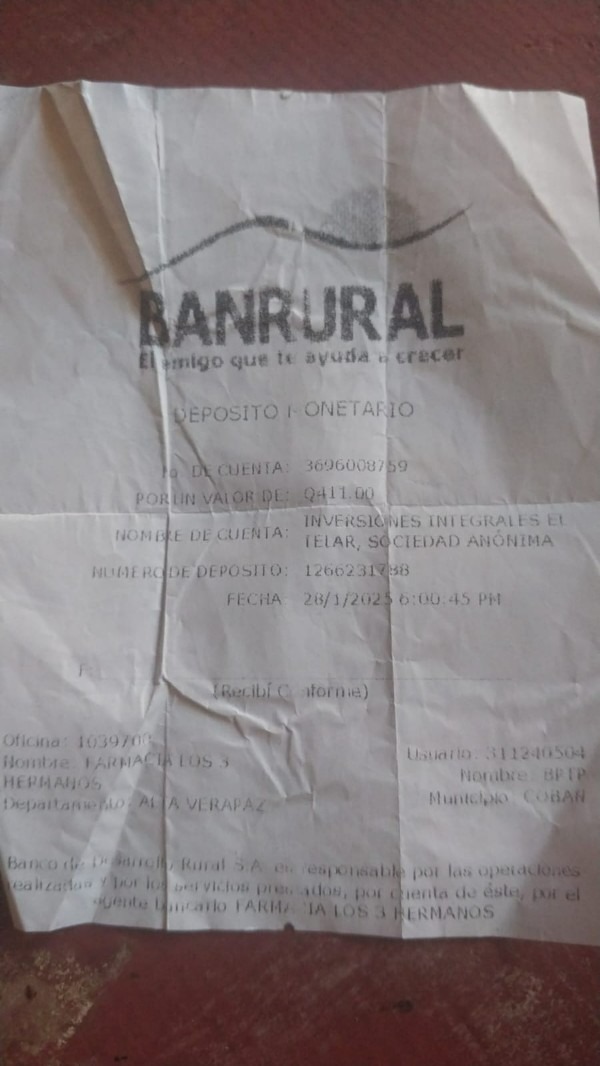 BANRURAL
El amigo que te ayuda a crecer
DEPOSITO MONETARIO
No. DE CUENTA: 3696008759
POR UN VALOR DE: Q411.00
NOMBRE DE CUENTA: INVERSIONES INTEGRALES EL
TELAR, SOCIEDAD ANÓNIMA
NUMERO DE DEPOSITO: 1266231788
FECHA: 28/1/2025 6:00:45 PM
F
(Recibí Conforme)
Oficina: 1039700
Nombre: FARMACIA LOS 3
HERMANOS
Departamento: ALTA VERAPAZ
Usuario: 311240504
Nombre: BPTP
Municipio: COBAN
Banco de Desarrollo Rural S.A. es responsable por las operaciones
realizadas y por los servicios prestados, por cuenta de éste, por el
agente bancario FARMACIA LOS 3 HERMANOS